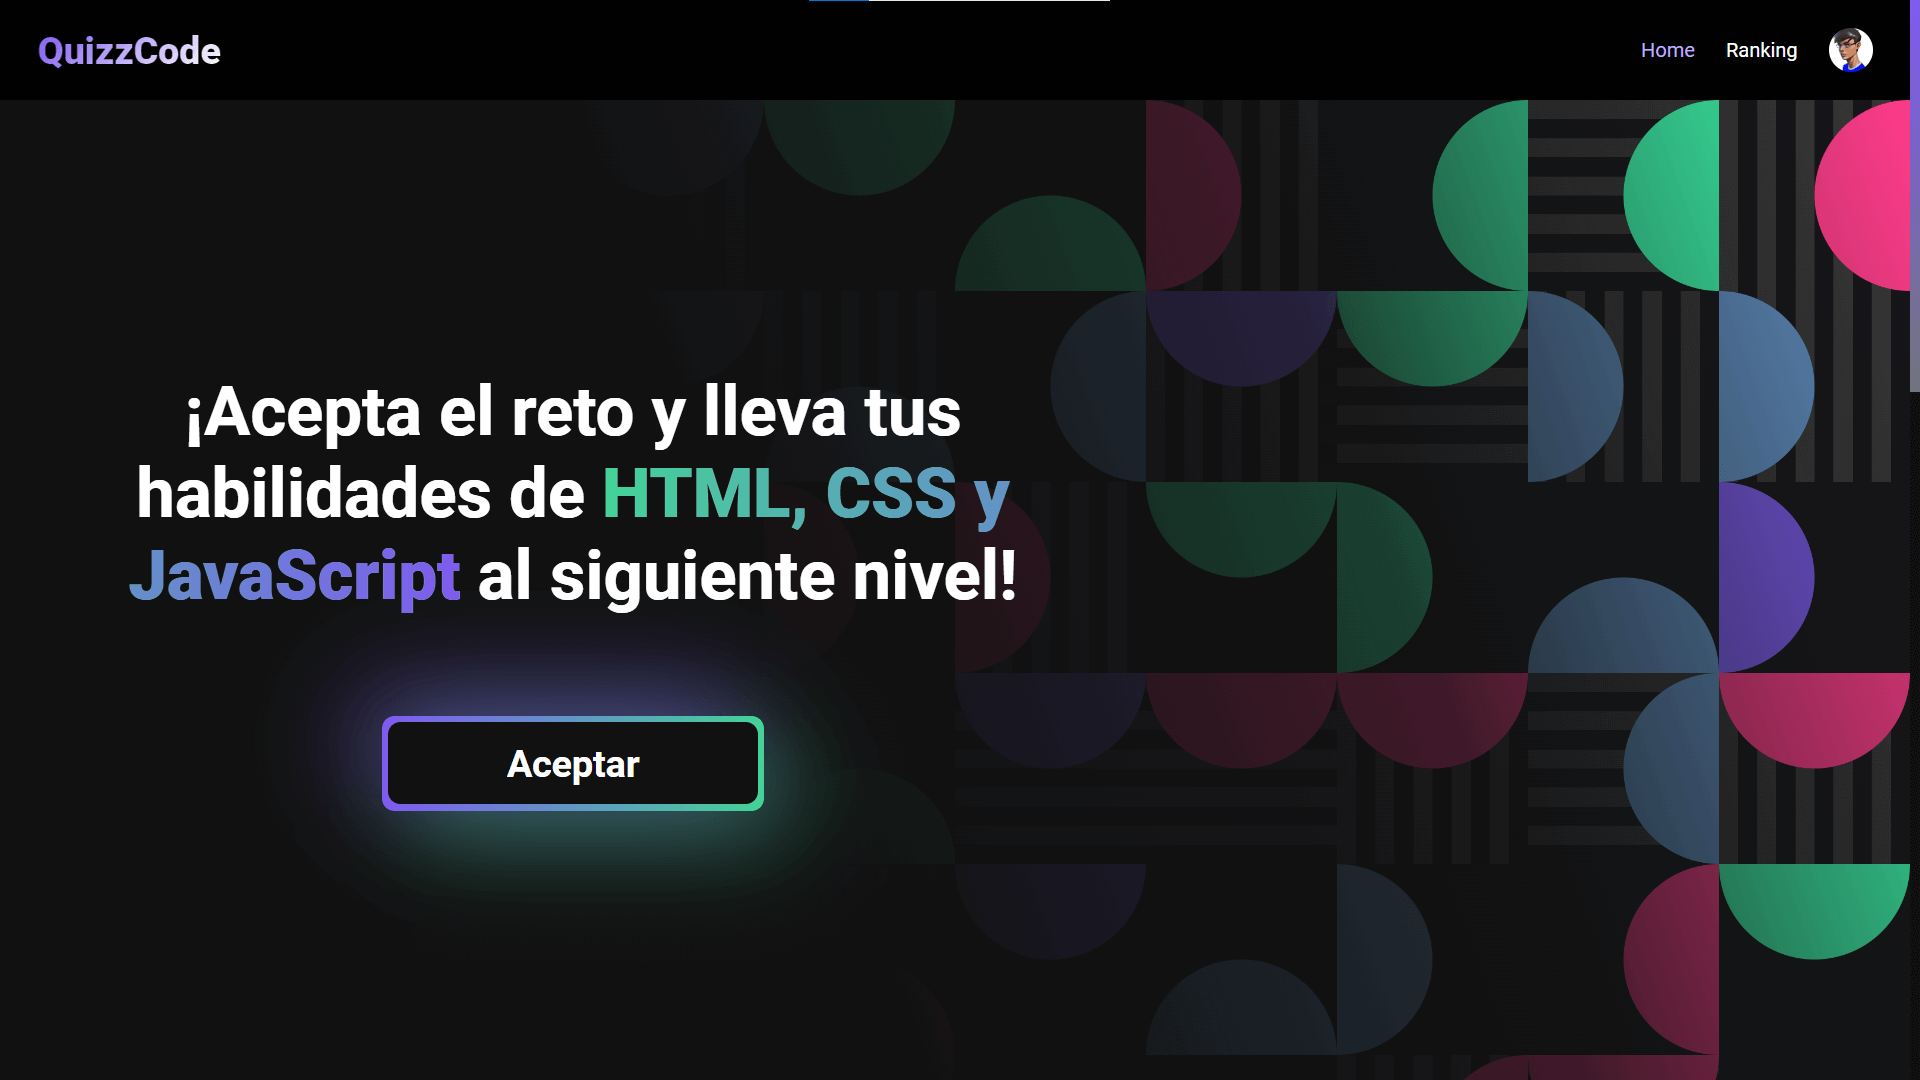 QuizzCode
Home
Ranking
¡Acepta el reto y lleva tus
habilidades de HTML, CSS y
JavaScript al siguiente nivel!
Aceptar